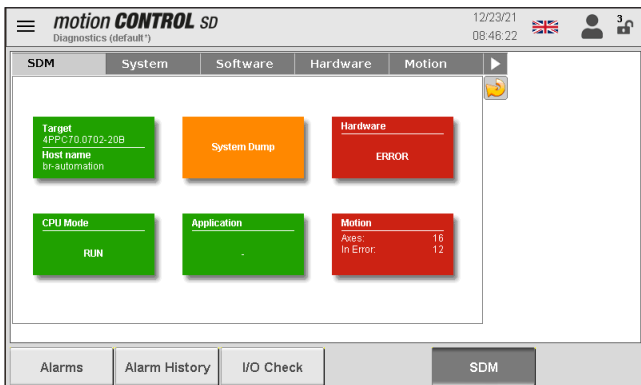 motion CONTROL SD
Diagnostics (default*)
12/23/21
08:46:22
3
SDM System Software Hardware Motion
Target
4PPC70.0702-20B
Host name
br-automation
System Dump
Hardware
ERROR
CPU Mode
RUN
Application
-
Motion
Axes: 16
In Error: 12
Alarms Alarm History I/O Check SDM